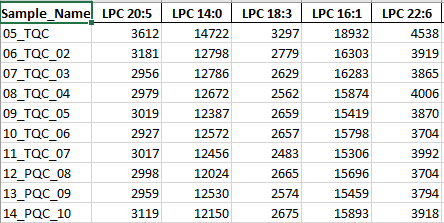 Sample_Name LPC 20:5 LPC 14:0 LPC 18:3 LPC 16:1 LPC 22:6
05_TQC 3612 14722 3297 18932 4538
06_TQC_02 3181 12798 2779 16303 3919
07_TQC_03 2956 12786 2629 16283 3865
08_TQC_04 2979 12672 2562 15874 4006
09_TQC_05 3019 12387 2659 15419 3870
10_TQC_06 2927 12572 2657 15798 3704
11_TQC_07 3017 12456 2483 15306 3992
12_PQC_08 2998 12024 2665 15696 3704
13_PQC_09 2959 12530 2574 15459 3794
14_PQC_10 3119 12150 2675 15893 3918